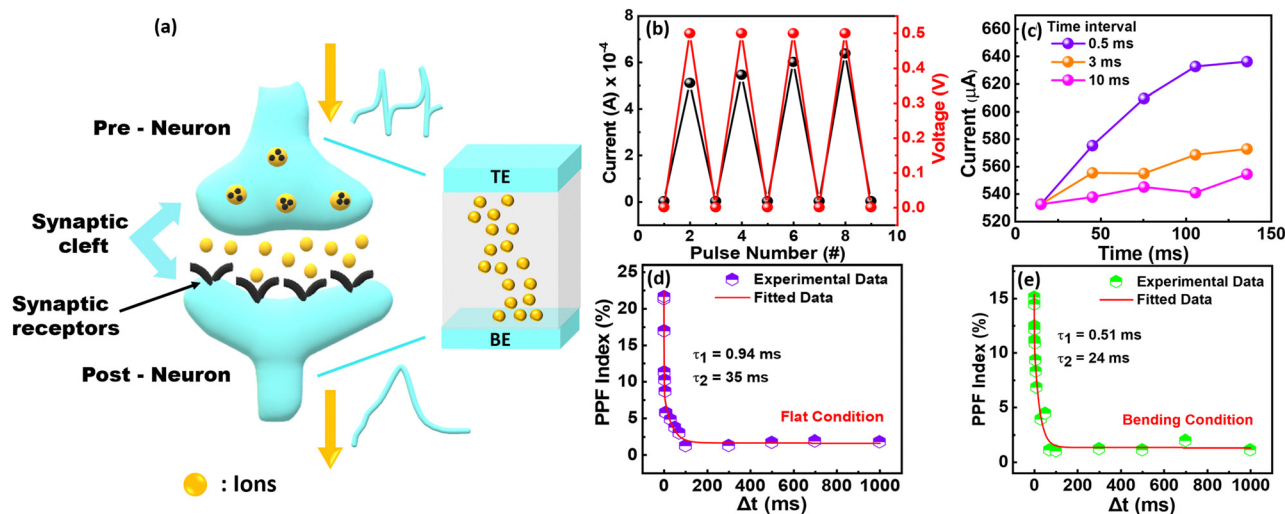 (a)
Pre - Neuron
Synaptic
cleft
Synaptic
receptors
Post - Neuron
: Ions
TE
BE
(b)
Current (A) x 10⁻⁴
8
6
4
2
0
0 2 4 6 8 10
Pulse Number (#)
Voltage (V)
0.5
0.4
0.3
0.2
0.1
0.0
(c)
Time interval
0.5 ms
3 ms
10 ms
Current (μA)
660
640
620
600
580
560
540
520
0 50 100 150
Time (ms)
(d)
Experimental Data
Fitted Data
τ1 = 0.94 ms
τ2 = 35 ms
Flat Condition
PPF Index (%)
25
20
15
10
5
0
0 200 400 600 800 1000
Δt (ms)
(e)
Experimental Data
Fitted Data
τ1 = 0.51 ms
τ2 = 24 ms
Bending Condition
PPF Index (%)
15
10
5
0
0 200 400 600 800 1000
Δt (ms)